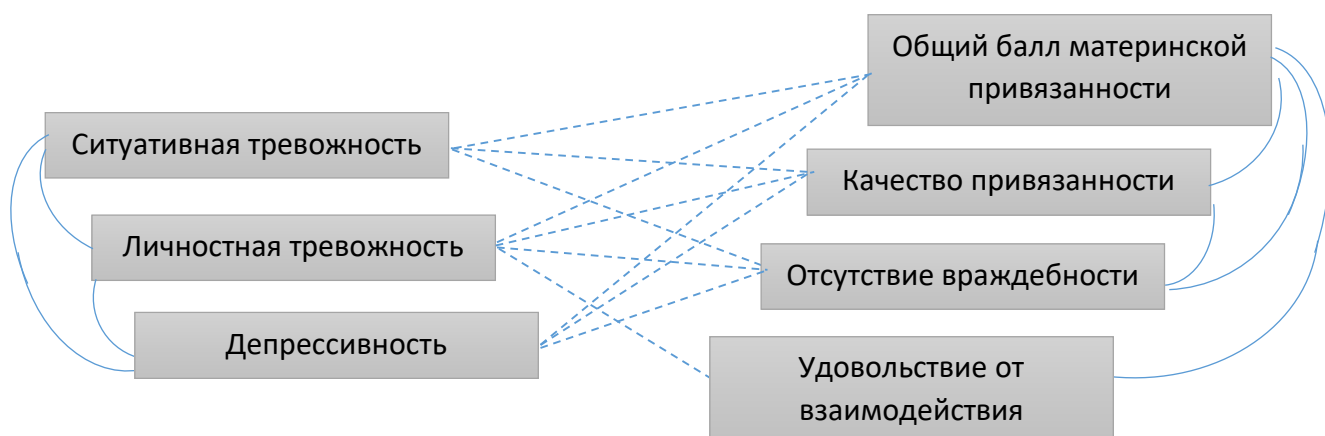 Общий балл материнской
привязанности
Ситуативная тревожность
Качество привязанности
Личностная тревожность
Отсутствие враждебности
Депрессивность
Удовольствие от
взаимодействия